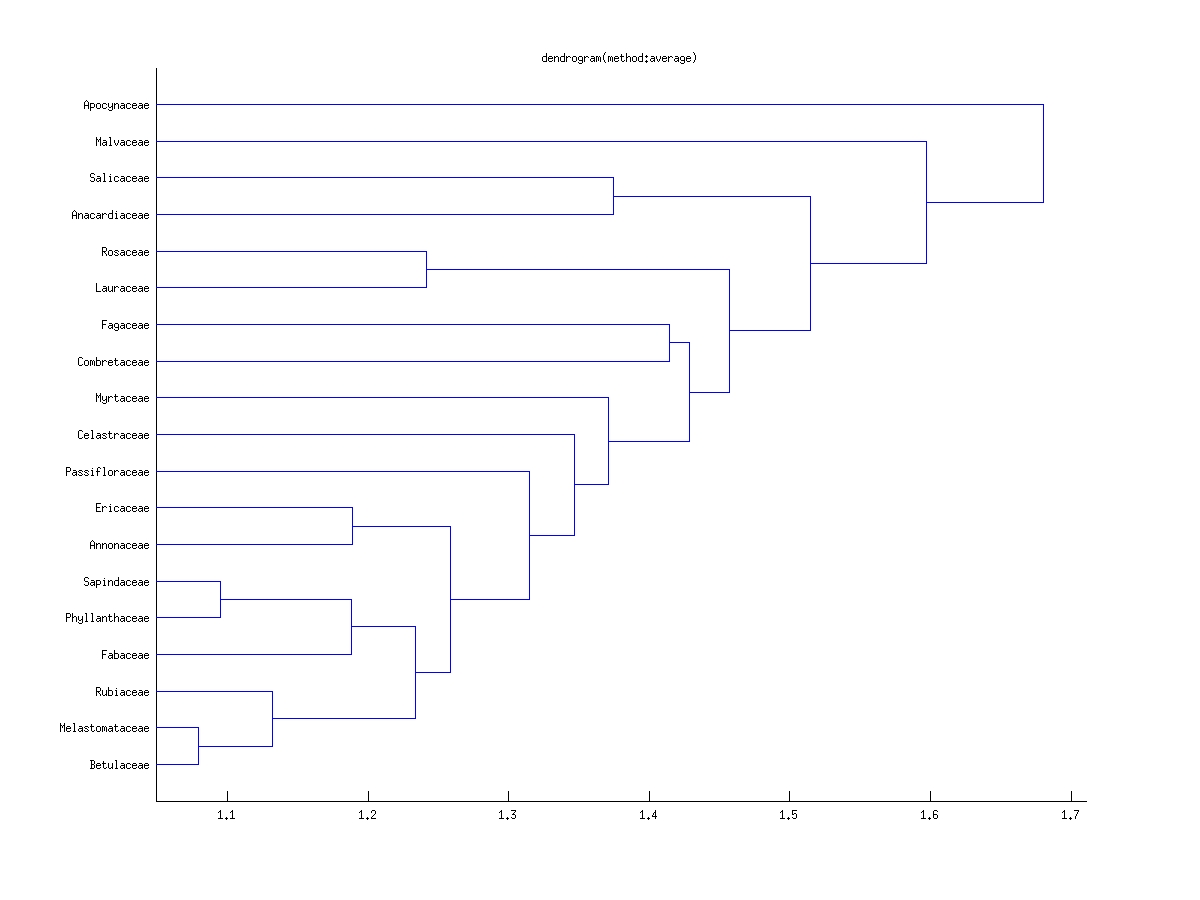 dendrogram(method:average)
Apocynaceae
Malvaceae
Salicaceae
Anacardiaceae
Rosaceae
Lauraceae
Fagaceae
Combretaceae
Myrtaceae
Celastraceae
Passifloraceae
Ericaceae
Annonaceae
Sapindaceae
Phyllanthaceae
Fabaceae
Rubiaceae
Melastomataceae
Betulaceae
1.1 1.2 1.3 1.4 1.5 1.6 1.7